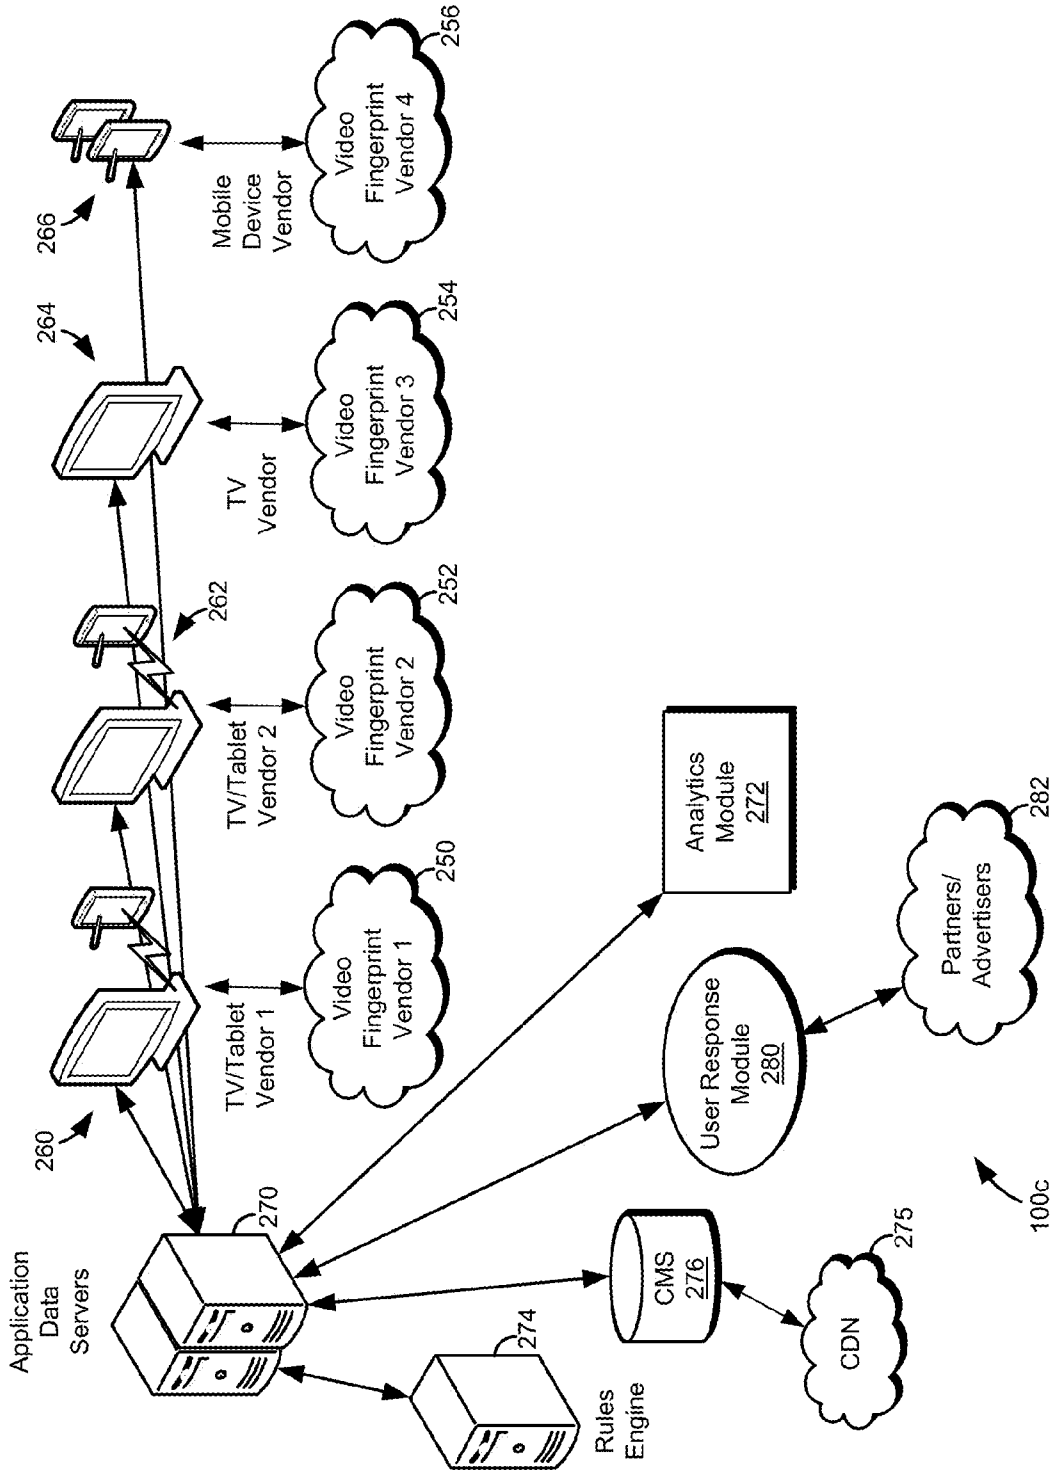 Application
Data
Servers
270
260
262
264
266
TV/Tablet
Vendor 1
TV/Tablet
Vendor 2
TV
Vendor
Mobile
Device
Vendor
Video
Fingerprint
Vendor 1
250
Video
Fingerprint
Vendor 2
252
Video
Fingerprint
Vendor 3
254
Video
Fingerprint
Vendor 4
256
274
Rules
Engine
CMS
276
CDN
275
User Response
Module
280
Analytics
Module
272
Partners/
Advertisers
282
100c